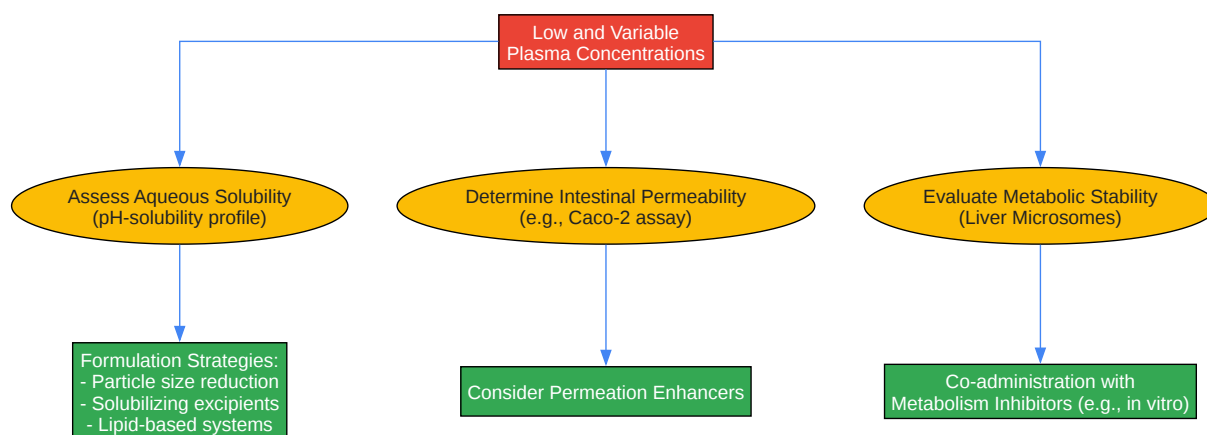 Low and Variable
Plasma Concentrations
Assess Aqueous Solubility
(pH-solubility profile)
Determine Intestinal Permeability
(e.g., Caco-2 assay)
Evaluate Metabolic Stability
(Liver Microsomes)
Formulation Strategies:
- Particle size reduction
- Solubilizing excipients
- Lipid-based systems
Consider Permeation Enhancers
Co-administration with
Metabolism Inhibitors (e.g., in vitro)